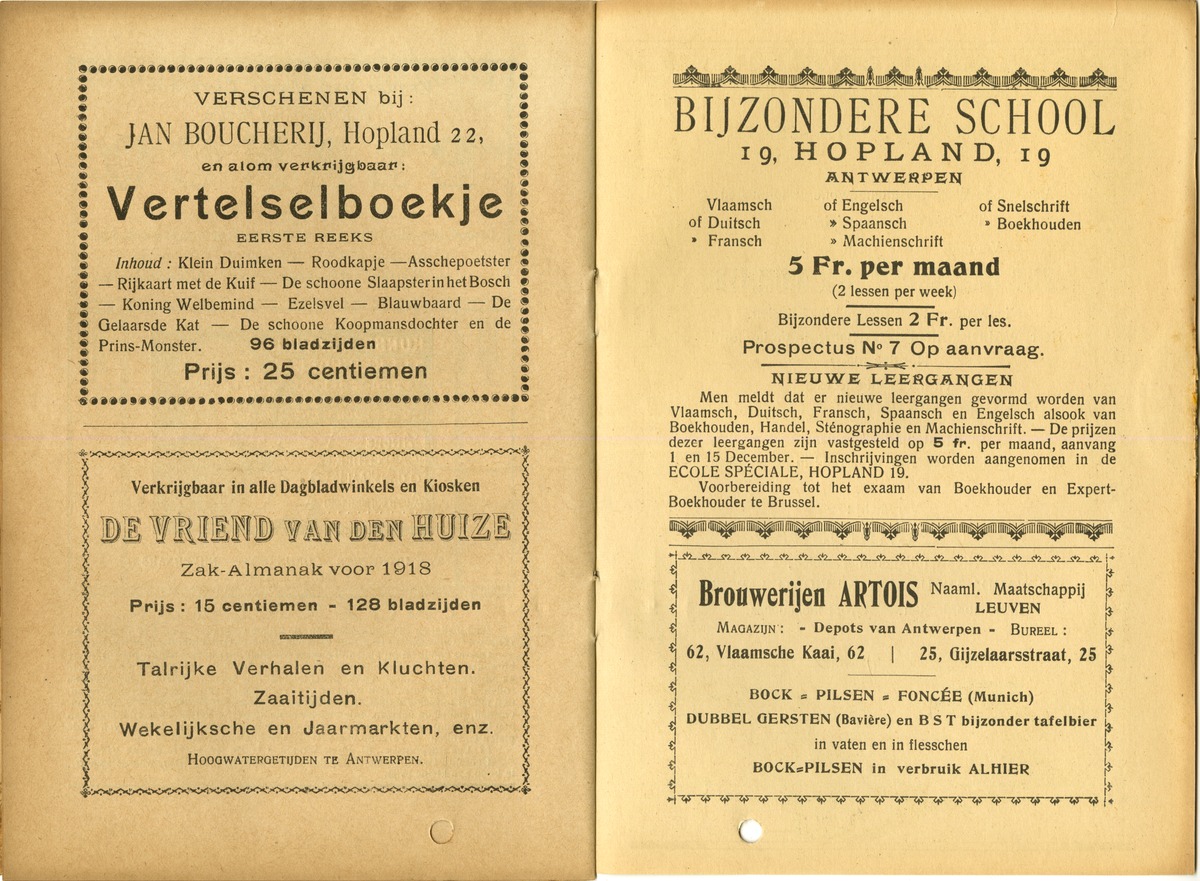 VERSCHENEN bij :
JAN BOUCHERIJ, Hopland 22,
en alom verkrijgbaar :
Vertelselboekje
EERSTE REEKS
Inhoud : Klein Duimken — Roodkapje —Asschepoetster
— Rijkaart met de Kuif — De schoone Slaapster in het Bosch
— Koning Welbemind — Ezelsvel — Blauwbaard — De
Gelaarsde Kat — De schoone Koopmansdochter en de
Prins-Monster. 96 bladzijden
Prijs : 25 centiemen
Verkrijgbaar in alle Dagbladwinkels en Kiosken
DE VRIEND VAN DEN HUIZE
Zak-Almanak voor 1918
Prijs : 15 centiemen - 128 bladzijden
Talrijke Verhalen en Kluchten.
Zaaitijden.
Wekelijksche en Jaarmarkten, enz.
HOOGWATERGETIJDEN TE ANTWERPEN.
BIJZONDERE SCHOOL
19, HOPLAND, 19
ANTWERPEN
Vlaamsch of Engelsch of Snelschrift
of Duitsch » Spaansch » Boekhouden
» Fransch » Machienschrift
5 Fr. per maand
(2 lessen per week)
Bijzondere Lessen 2 Fr. per les.
Prospectus No 7 Op aanvraag.
NIEUWE LEERGANGEN
Men meldt dat er nieuwe leergangen gevormd worden van
Vlaamsch, Duitsch, Fransch, Spaansch en Engelsch alsook van
Boekhouden, Handel, Sténographie en Machienschrift. — De prijzen
dezer leergangen zijn vastgesteld op 5 fr. per maand, aanvang
1 en 15 December. — Inschrijvingen worden aangenomen in de
ECOLE SPÉCIALE, HOPLAND 19.
Voorbereiding tot het exaam van Boekhouder en Expert-
Boekhouder te Brussel.
Brouwerijen ARTOIS Naaml. Maatschappij
LEUVEN
MAGAZIJN : - Depots van Antwerpen - BUREEL :
62, Vlaamsche Kaai, 62 | 25, Gijzelaarsstraat, 25
BOCK = PILSEN = FONCÉE (Munich)
DUBBEL GERSTEN (Bavière) en B S T bijzonder tafelbier
in vaten en in flesschen
BOCK=PILSEN in verbruik ALHIER